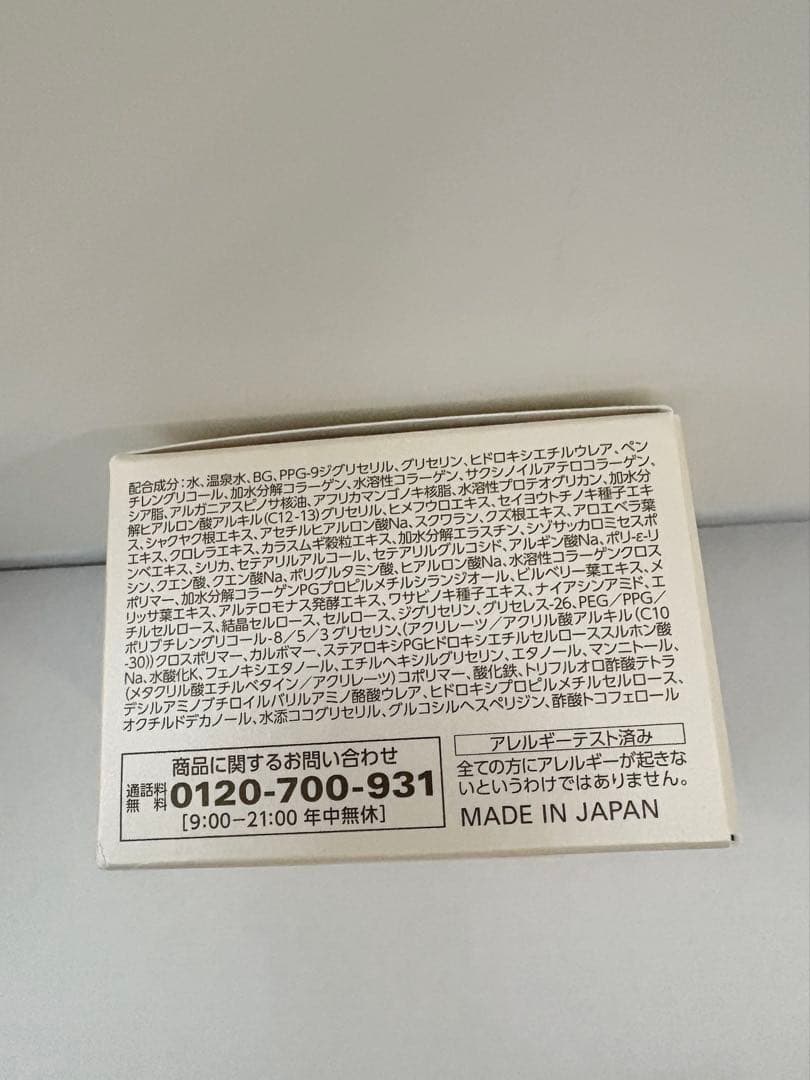 配合成分：水、温泉水、BG、PPG-9ジグリセリル、グリセリン、ヒドロキシエチルウレア、ペン
チレングリコール、加水分解コラーゲン、水溶性コラーゲン、サクシノイルアテロコラーゲン、
シア脂、アルガニアスピノサ核油、アフリカマンゴノキ核脂、水溶性プロテオグリカン、加水分
解ヒアルロン酸アルキル(C12-13)グリセリル、ヒメフウロエキス、セイヨウトチノキ種子エキ
ス、シャクヤク根エキス、アセチルヒアルロン酸Na、スクワラン、クズ根エキス、アロエベラ葉
エキス、クロレラエキス、カラスムギ穀粒エキス、加水分解エラスチン、シゾサッカロミセスポ
ンベエキス、シリカ、セテアリルアルコール、セテアリルグルコシド、アルギン酸Na、ポリ-ε-リ
シン、クエン酸、クエン酸Na、ポリグルタミン酸、ヒアルロン酸Na、水溶性コラーゲンクロス
ポリマー、加水分解コラーゲンPGプロピルメチルシランジオール、ビルベリー葉エキス、メ
リッサ葉エキス、アルテロモナス発酵エキス、ワサビノキ種子エキス、ナイアシンアミド、エ
チルセルロース、結晶セルロース、セルロース、ジグリセリン、グリセレス-26、PEG／PPG／
ポリブチレングリコール-8／5／3グリセリン、(アクリレーツ／アクリル酸アルキル(C10
-30))クロスポリマー、カルボマー、ステアロキシPGヒドロキシエチルセルローススルホン酸
Na、水酸化K、フェノキシエタノール、エチルヘキシルグリセリン、エタノール、マンニトール、
(メタクリル酸エチルベタイン／アクリレーツ)コポリマー、酸化鉄、トリフルオロ酢酸テトラ
デシルアミノブチロイルバリルアミノ酪酸ウレア、ヒドロキシプロピルメチルセルロース、
オクチルドデカノール、水添ココグリセリル、グルコシルヘスペリジン、酢酸トコフェロール
商品に関するお問い合わせ
通話料
無料 0120-700-931
[9:00−21:00 年中無休]
アレルギーテスト済み
全ての方にアレルギーが起きな
いというわけではありません。
MADE IN JAPAN